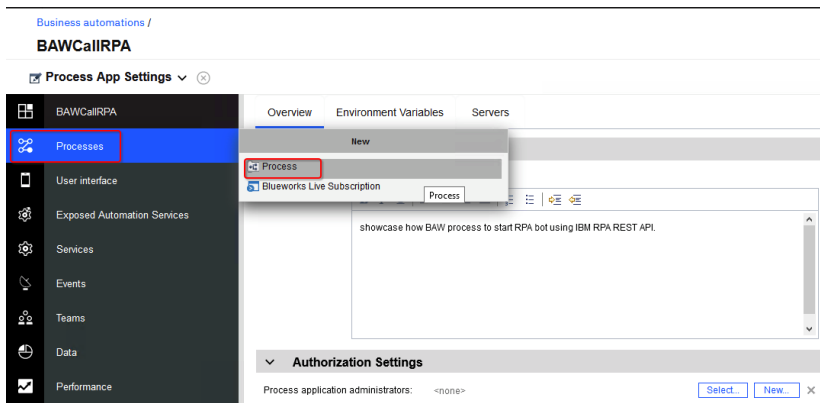 Business automations /
BAWCallRPA
Process App Settings
BAWCallRPA
Overview Environment Variables Servers
Processes
New
Process
User interface
Blueworks Live Subscription
Process
Exposed Automation Services
showcase how BAW process to start RPA bot using IBM RPA REST API.
Services
Events
Teams
Data
Authorization Settings
Performance
Process application administrators: <none> Select... New...